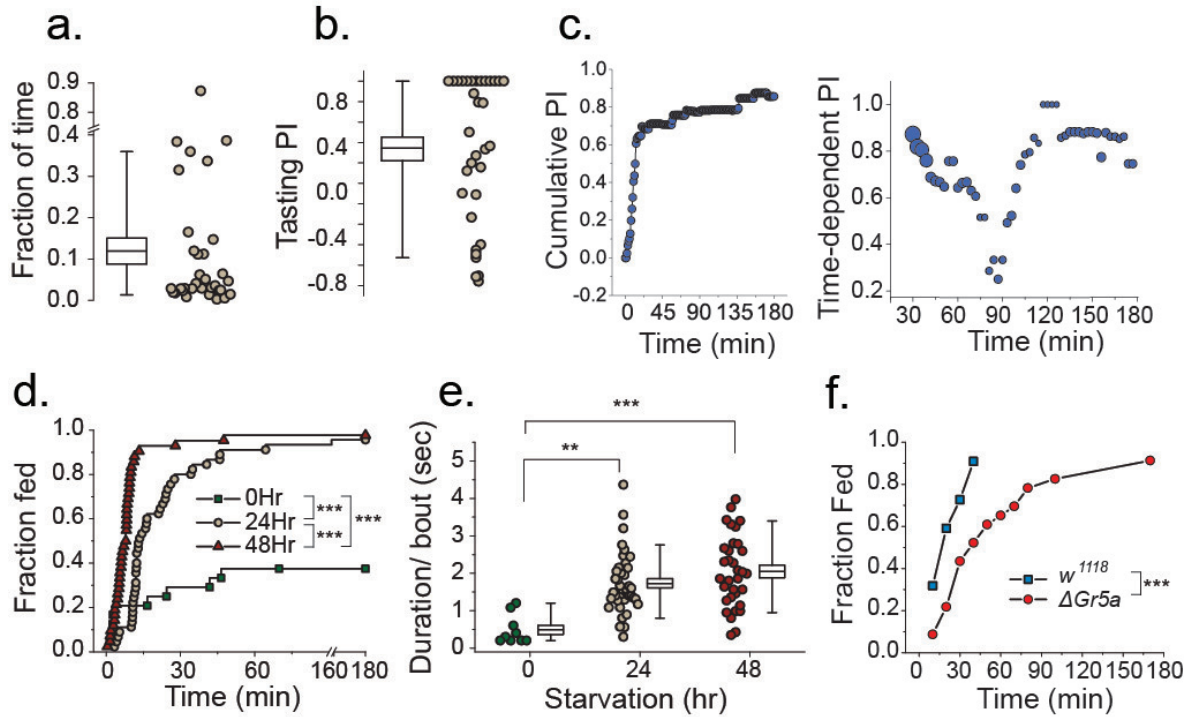 a.
Fraction of time
0.9
0.8
0.4
0.3
0.2
0.1
0.0
b.
Tasting PI
0.8
0.4
0.0
-0.4
-0.8
c.
Cumulative PI
1.0
0.8
0.6
0.4
0.2
0.0
-0.2
0 45 90 135 180
Time (min)
Time-dependent PI
1.0
0.8
0.6
0.4
0.2
30 60 90 120 150 180
Time (min)
d.
Fraction fed
1.0
0.8
0.6
0.4
0.2
0.0
0Hr
24Hr
48Hr
***
***
***
0 30 60 160 180
Time (min)
e.
Duration/ bout (sec)
5
4
3
2
1
0
**
***
0 24 48
Starvation (hr)
f.
Fraction Fed
1.0
0.8
0.6
0.4
0.2
0.0
w1118
ΔGr5a
***
0 30 60 90 120 150 180
Time (min)